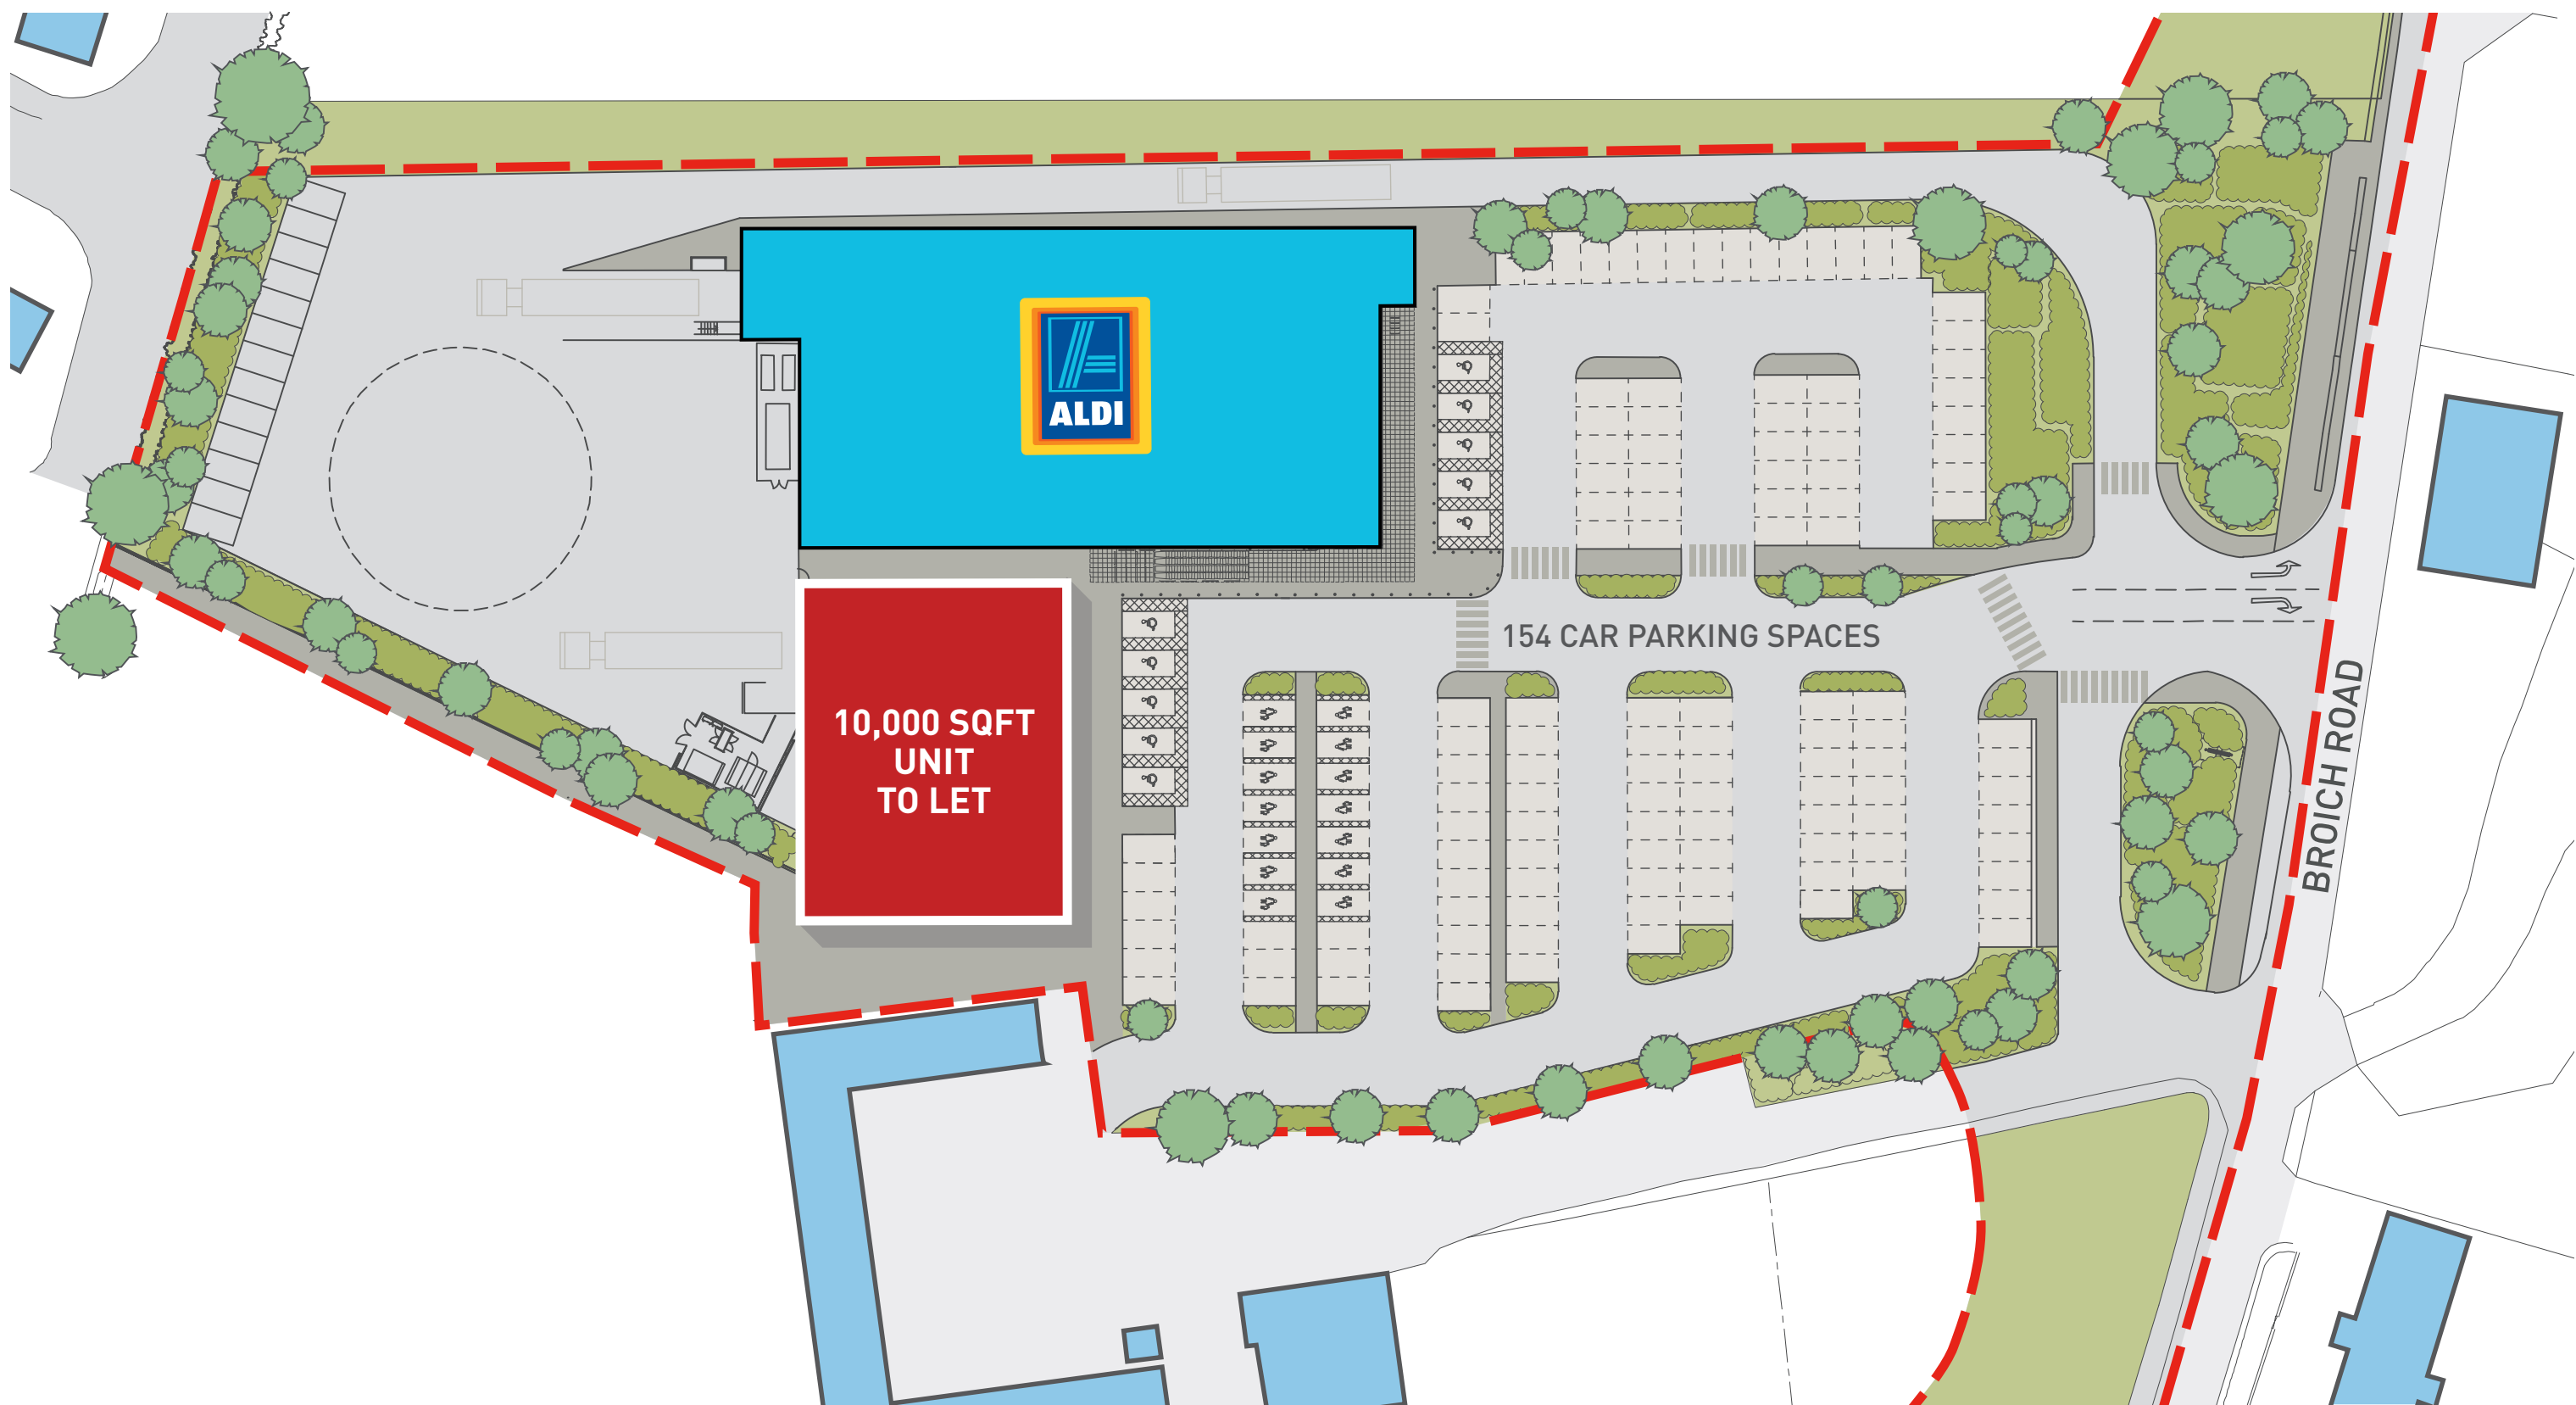 ALDI
154 CAR PARKING SPACES
10,000 SQFT
UNIT
TO LET
BROICH ROAD